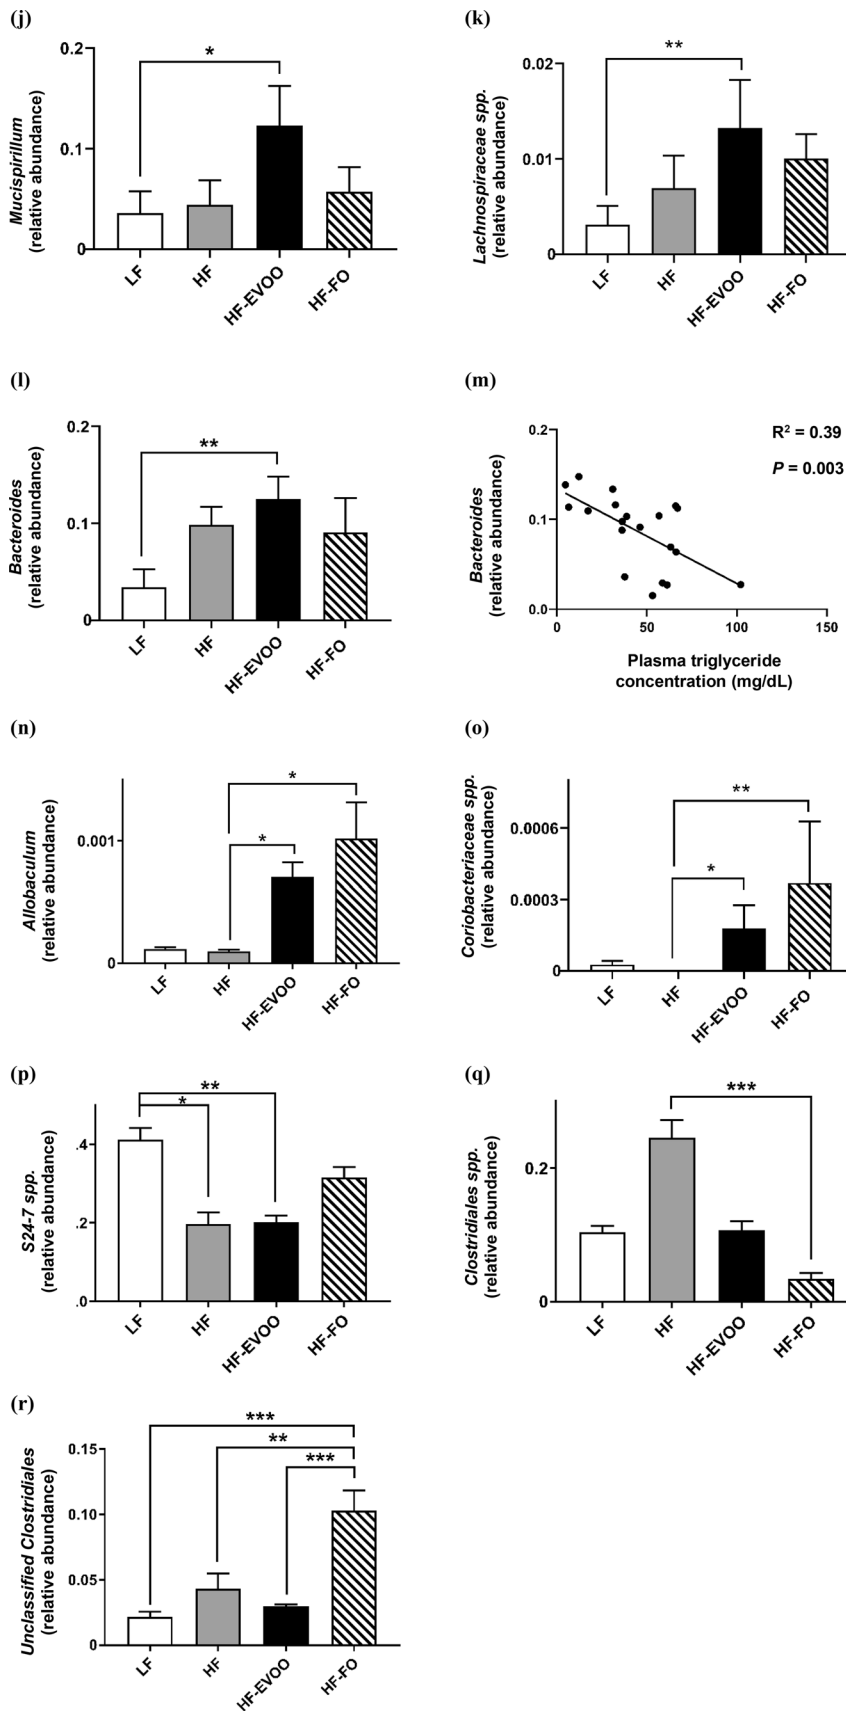 (j)
Mucispirillum
(relative abundance)
0.2
0.1
0
*
LF
HF
HF-EVOO
HF-FO
(k)
Lachnospiraceae spp.
(relative abundance)
0.02
0.01
0
**
LF
HF
HF-EVOO
HF-FO
(l)
Bacteroides
(relative abundance)
0.2
0.1
0
**
LF
HF
HF-EVOO
HF-FO
(m)
Bacteroides
(relative abundance)
0.2
0.1
0.0
R² = 0.39
P = 0.003
0 50 100 150
Plasma triglyceride
concentration (mg/dL)
(n)
Allobaculum
(relative abundance)
0.001
0
*
*
LF
HF
HF-EVOO
HF-FO
(o)
Coriobacteriaceae spp.
(relative abundance)
0.0006
0.0003
0
**
*
LF
HF
HF-EVOO
HF-FO
(p)
S24-7 spp.
(relative abundance)
.4
.2
.0
**
*
LF
HF
HF-EVOO
HF-FO
(q)
Clostridiales spp.
(relative abundance)
0.2
0
***
LF
HF
HF-EVOO
HF-FO
(r)
Unclassified Clostridiales
(relative abundance)
0.15
0.10
0.05
0
***
**
***
LF
HF
HF-EVOO
HF-FO